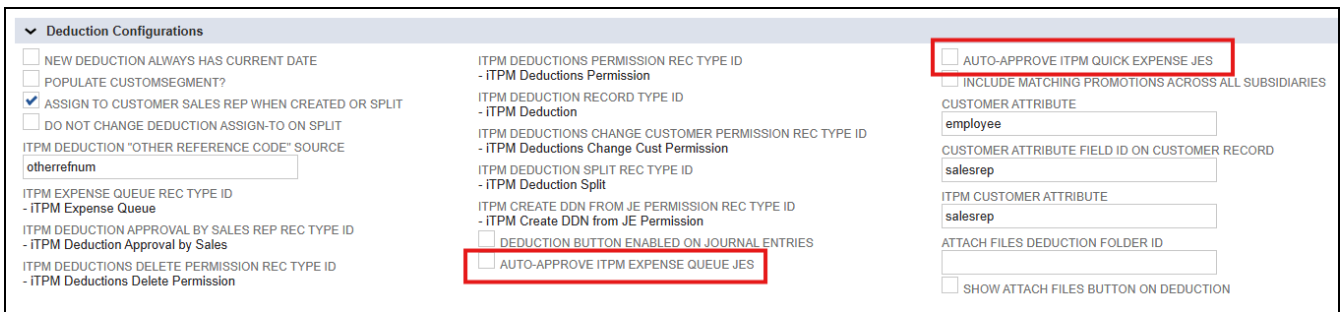 Deduction Configurations
NEW DEDUCTION ALWAYS HAS CURRENT DATE
POPULATE CUSTOMSEGMENT?
ASSIGN TO CUSTOMER SALES REP WHEN CREATED OR SPLIT
DO NOT CHANGE DEDUCTION ASSIGN-TO ON SPLIT
ITPM DEDUCTION "OTHER REFERENCE CODE" SOURCE
otherrefnum
ITPM EXPENSE QUEUE REC TYPE ID
- iTPM Expense Queue
ITPM DEDUCTION APPROVAL BY SALES REP REC TYPE ID
- iTPM Deduction Approval by Sales
ITPM DEDUCTIONS DELETE PERMISSION REC TYPE ID
- iTPM Deductions Delete Permission
ITPM DEDUCTIONS PERMISSION REC TYPE ID
- iTPM Deductions Permission
ITPM DEDUCTION RECORD TYPE ID
- iTPM Deduction
ITPM DEDUCTIONS CHANGE CUSTOMER PERMISSION REC TYPE ID
- iTPM Deductions Change Cust Permission
ITPM DEDUCTION SPLIT REC TYPE ID
- iTPM Deduction Split
ITPM CREATE DDN FROM JE PERMISSION REC TYPE ID
- iTPM Create DDN from JE Permission
DEDUCTION BUTTON ENABLED ON JOURNAL ENTRIES
AUTO-APPROVE ITPM EXPENSE QUEUE JES
AUTO-APPROVE ITPM QUICK EXPENSE JES
INCLUDE MATCHING PROMOTIONS ACROSS ALL SUBSIDIARIES
CUSTOMER ATTRIBUTE
employee
CUSTOMER ATTRIBUTE FIELD ID ON CUSTOMER RECORD
salesrep
ITPM CUSTOMER ATTRIBUTE
salesrep
ATTACH FILES DEDUCTION FOLDER ID
SHOW ATTACH FILES BUTTON ON DEDUCTION